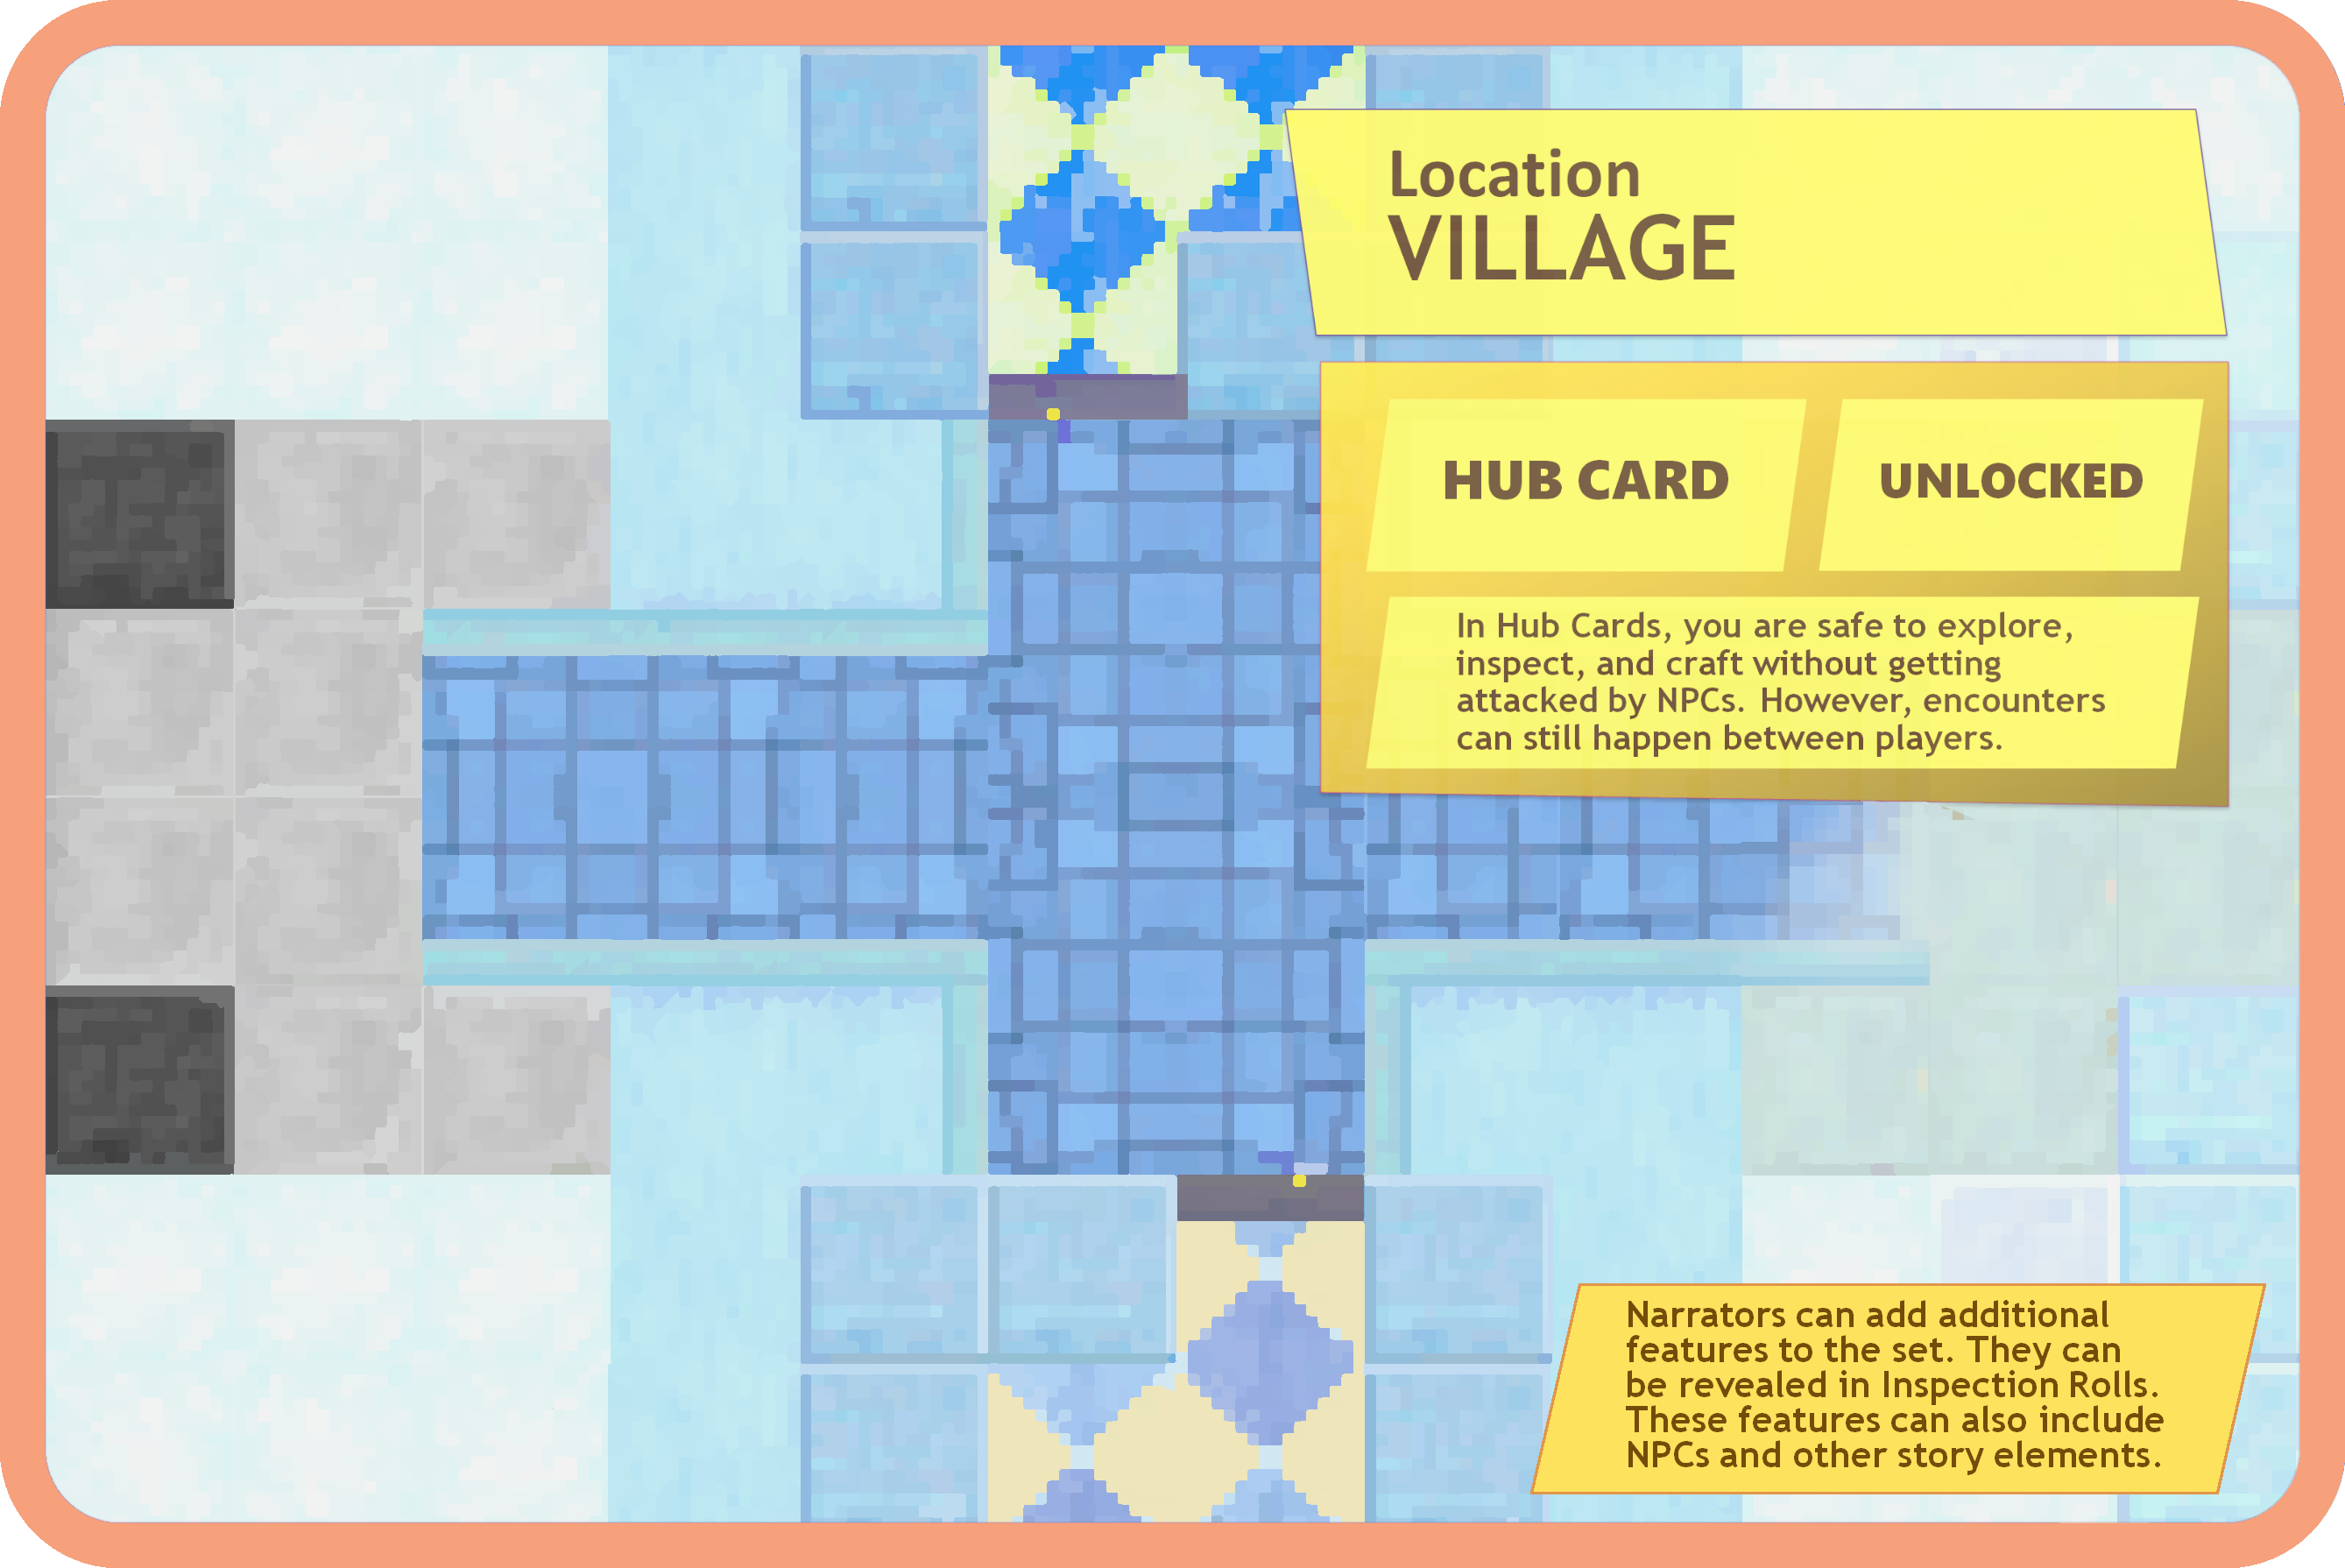 Location
VILLAGE
HUB CARD
UNLOCKED
In Hub Cards, you are safe to explore,
inspect, and craft without getting
attacked by NPCs. However, encounters
can still happen between players.
Narrators can add additional
features to the set. They can
be revealed in Inspection Rolls.
These features can also include
NPCs and other story elements.